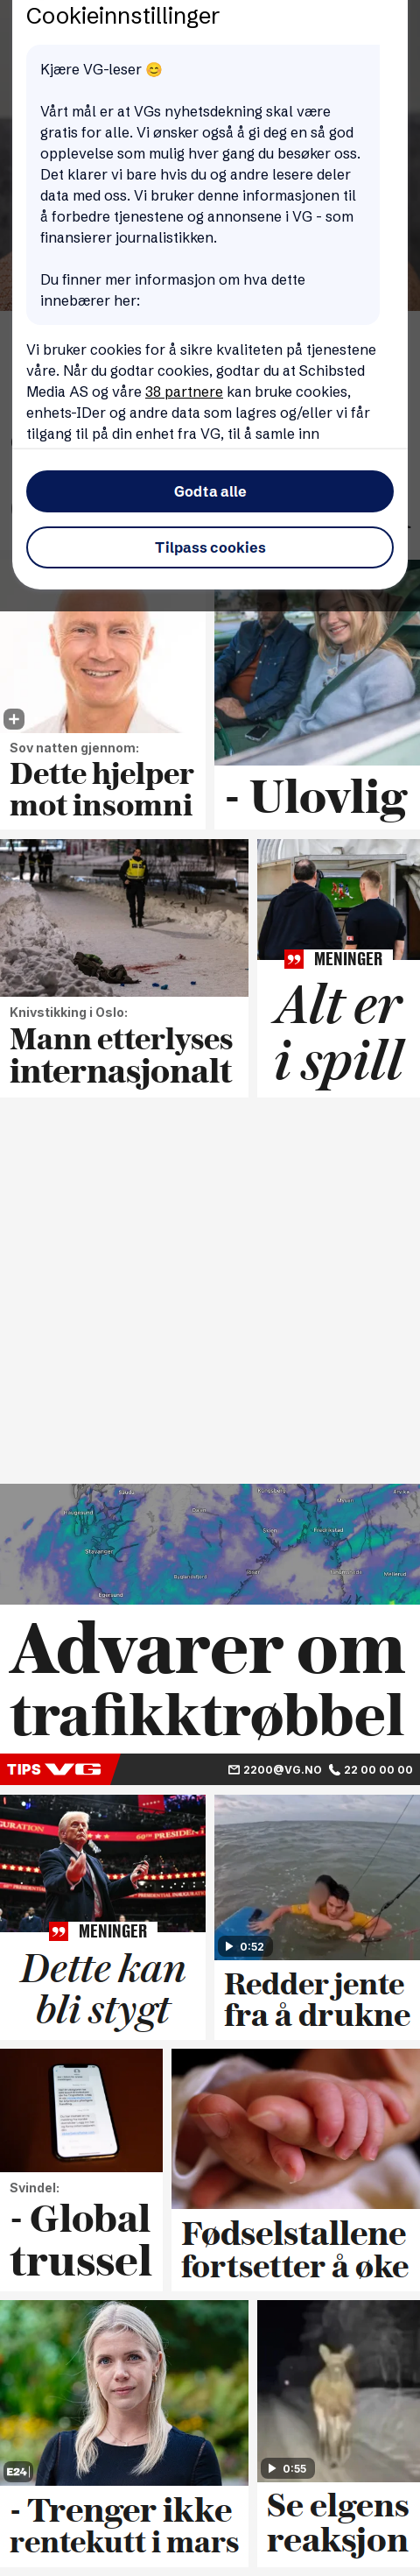 Cookieinnstillinger
Kjære VG-leser 😊
Vårt mål er at VGs nyhetsdekning skal være
gratis for alle. Vi ønsker også å gi deg en så god
opplevelse som mulig hver gang du besøker oss.
Det klarer vi bare hvis du og andre lesere deler
data med oss. Vi bruker denne informasjonen til
å forbedre tjenestene og annonsene i VG - som
finansierer journalistikken.
Du finner mer informasjon om hva dette
innebærer her:
Vi bruker cookies for å sikre kvaliteten på tjenestene
våre. Når du godtar cookies, godtar du at Schibsted
Media AS og våre 38 partnere kan bruke cookies,
enhets-IDer og andre data som lagres og/eller vi får
tilgang til på din enhet fra VG, til å samle inn
Godta alle
Tilpass cookies
Sov natten gjennom:
Dette hjelper
mot insomni
- Ulovlig
Knivstikking i Oslo:
Mann etterlyses
internasjonalt
MENINGER
Alt er
i spill
Haugesund
Stavanger
Egersund
Skien
Fredrikstad
Advarer om
trafikktrøbbel
TIPS VG
2200@VG.NO 22 00 00 00
GURATION
60TH PRESIDEN
MENINGER
Dette kan
bli stygt
0:52
Redder jente
fra å drukne
Svindel:
- Global
trussel
Fødselstallene
fortsetter å øke
E24
- Trenger ikke
rentekutt i mars
0:55
Se elgens
reaksjon